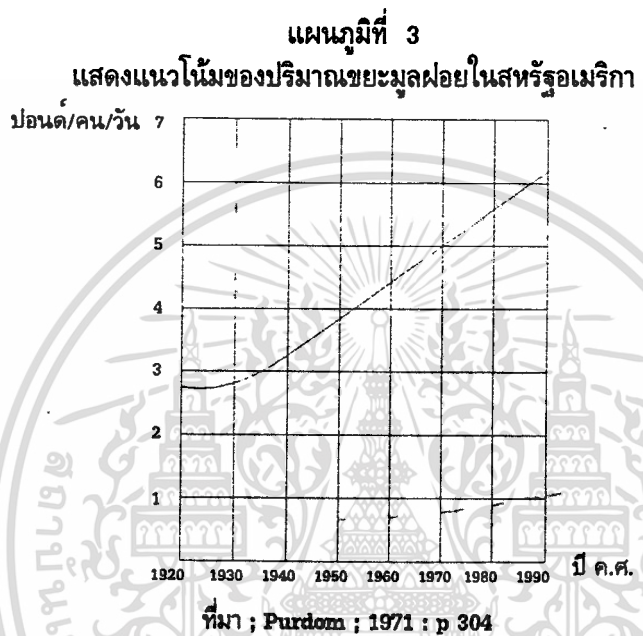 แผนภูมิที่ 3
แสดงแนวโน้มของปริมาณขยะมูลฝอยในสหรัฐอเมริกา
ปอนด์/คน/วัน 7
6
5
4
3
2
1
1920 1930 1940 1950 1960 1970 1980 1990 ปี ค.ศ.
ที่มา ; Purdom ; 1971 : p 304